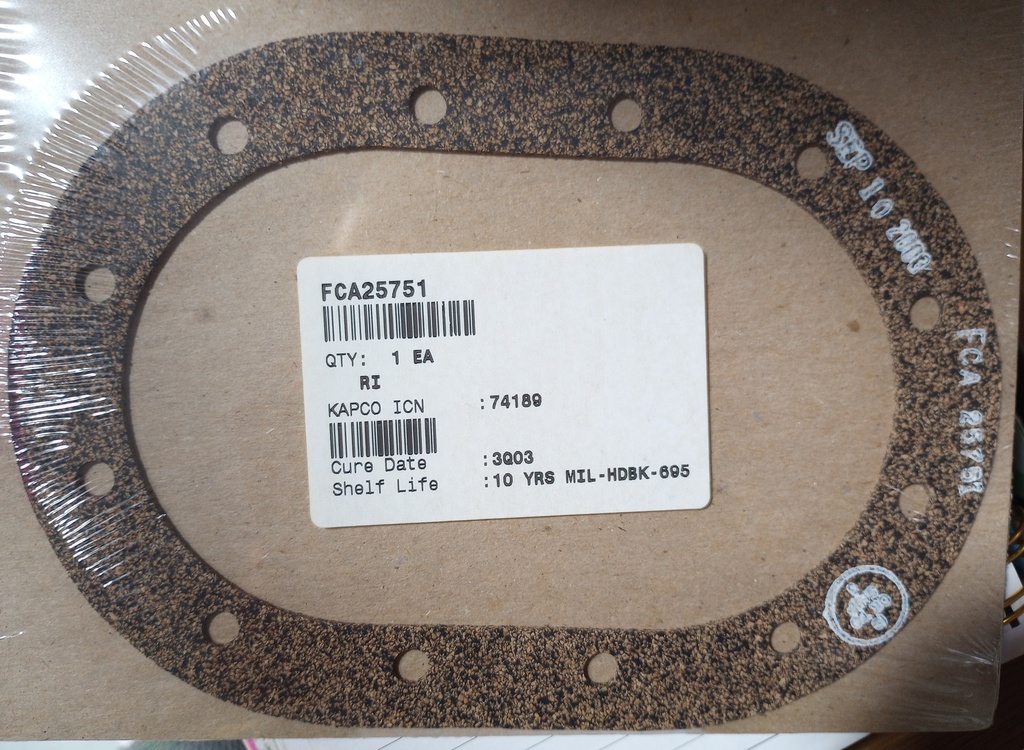 FCA25751
QTY: 1 EA
RI
KAPCO ICN :74189
Cure Date :3Q03
Shelf Life :10 YRS MIL-HDBK-695
SEP 10 2003
FCA 25751